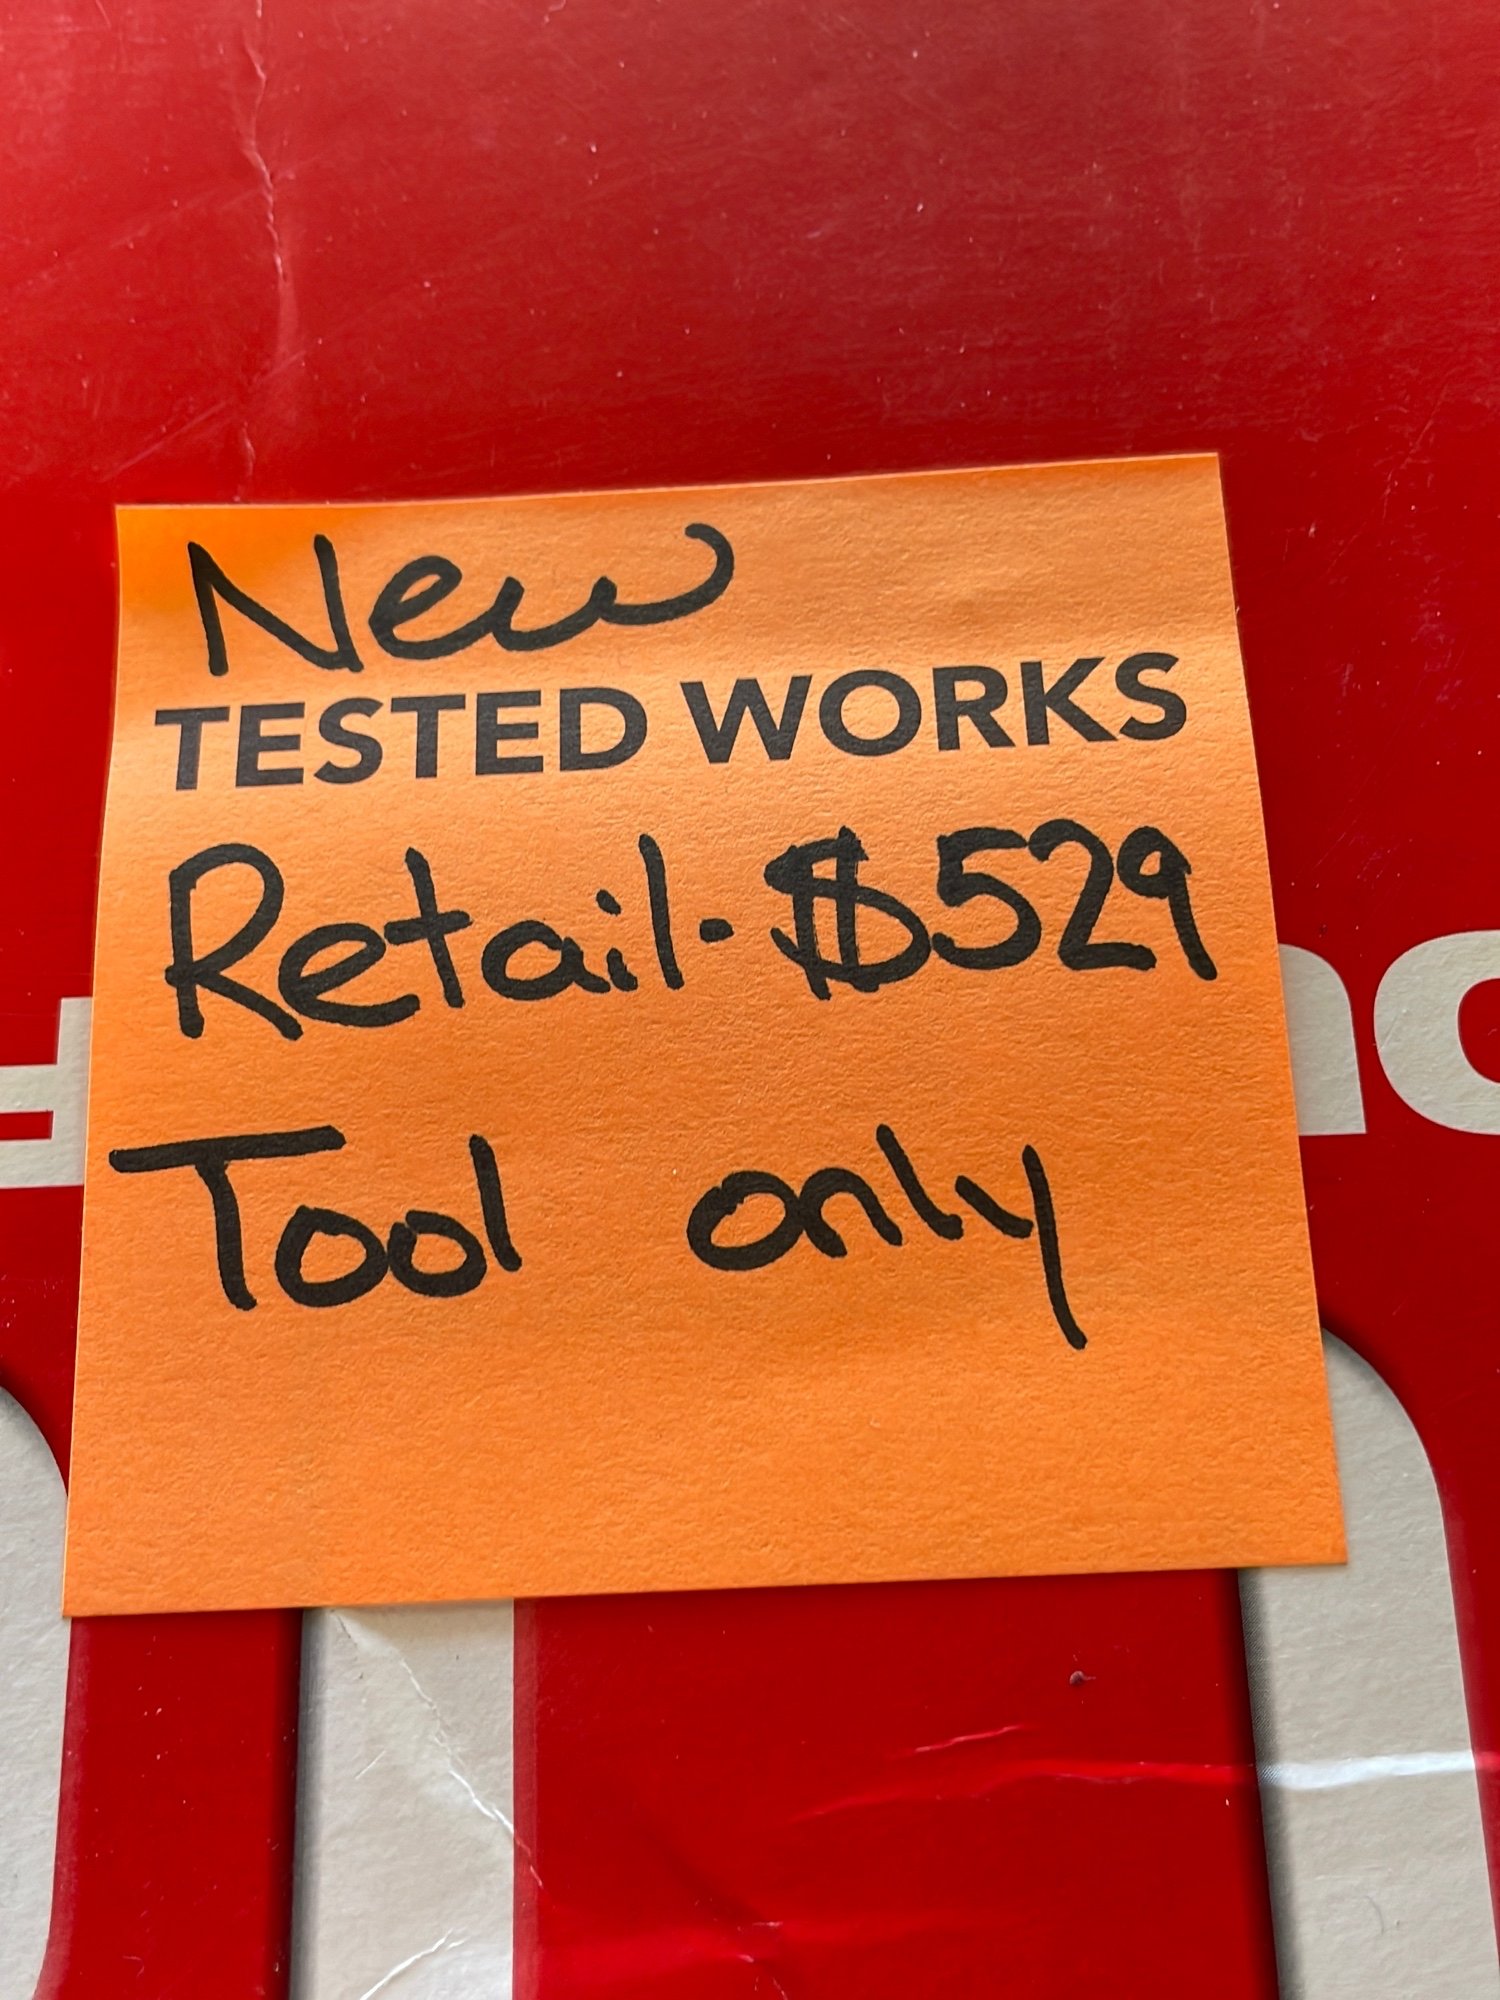 New
TESTED WORKS
Retail. $529
Tool only